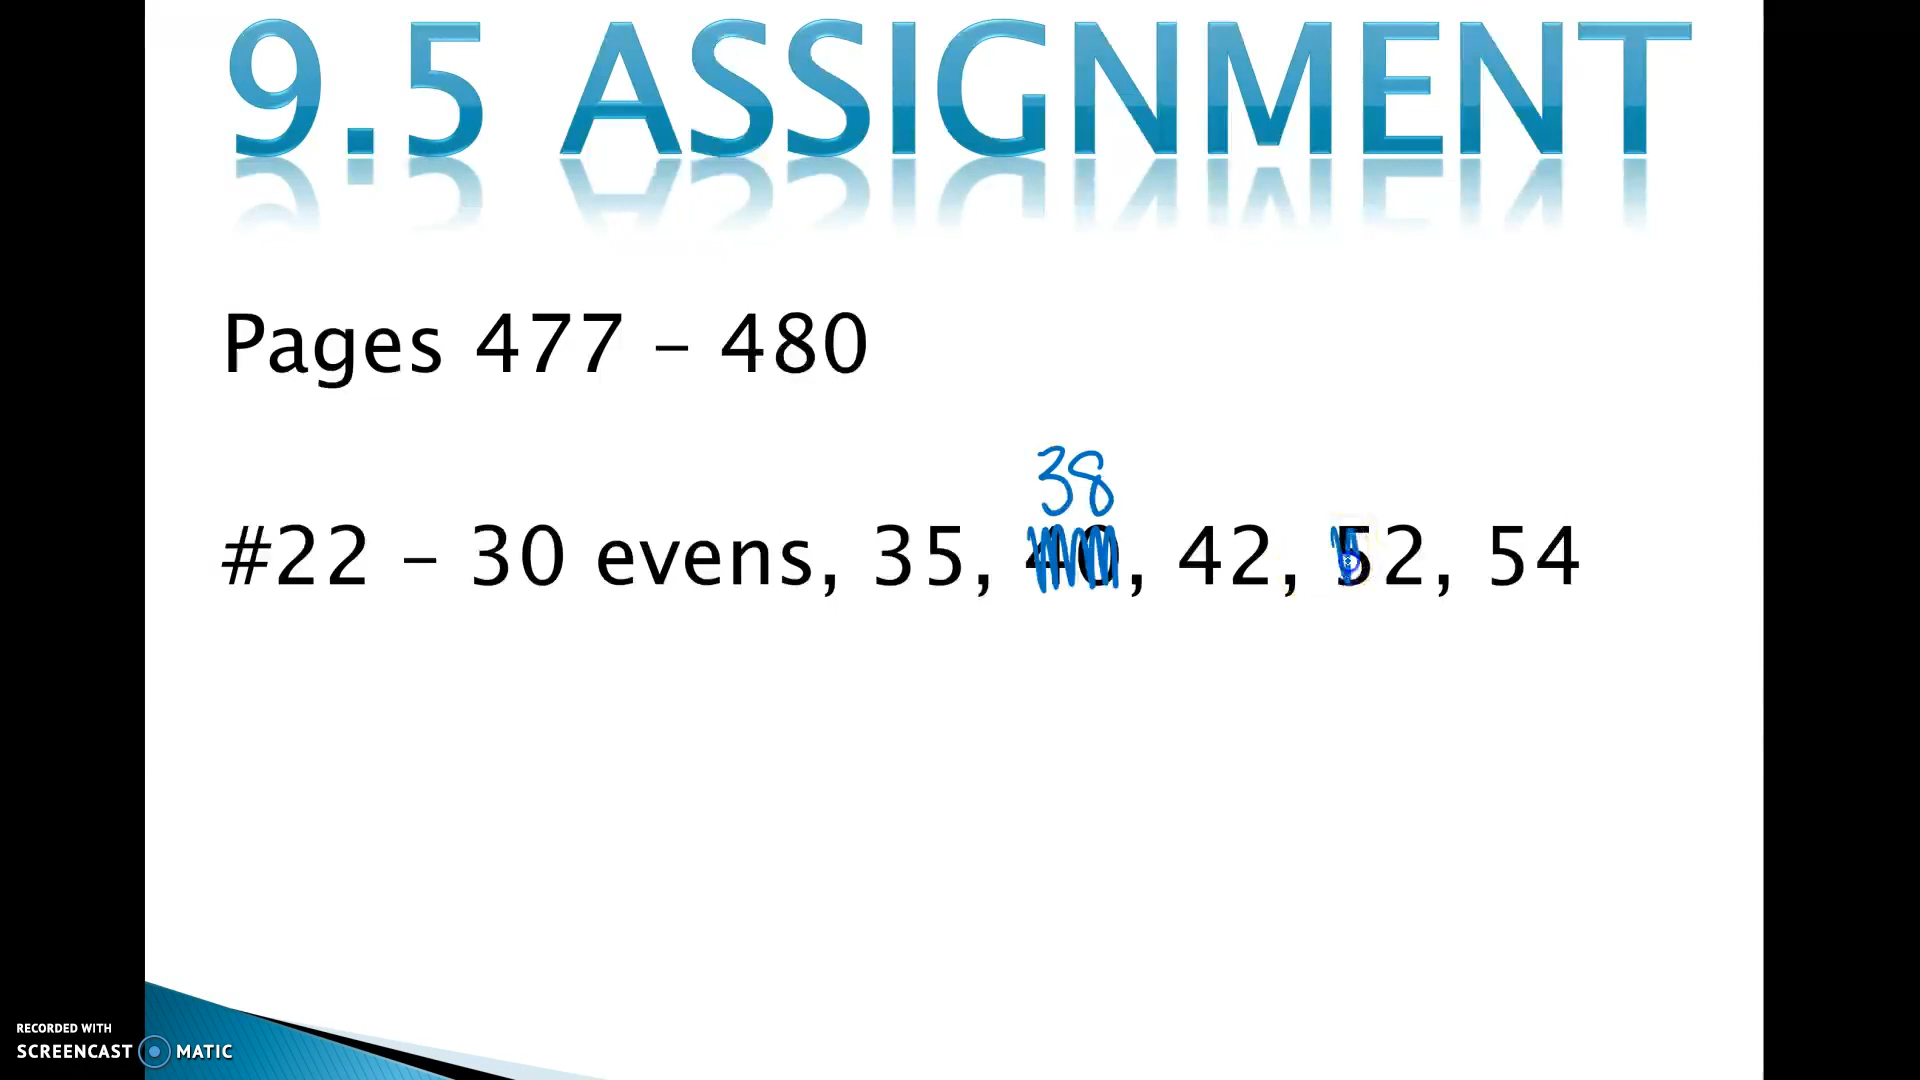 9.5 ASSIGNMENT
Pages 477 – 480
38
#22 – 30 evens, 35, 40, 42, 52, 54
RECORDED WITH
SCREENCAST MATIC